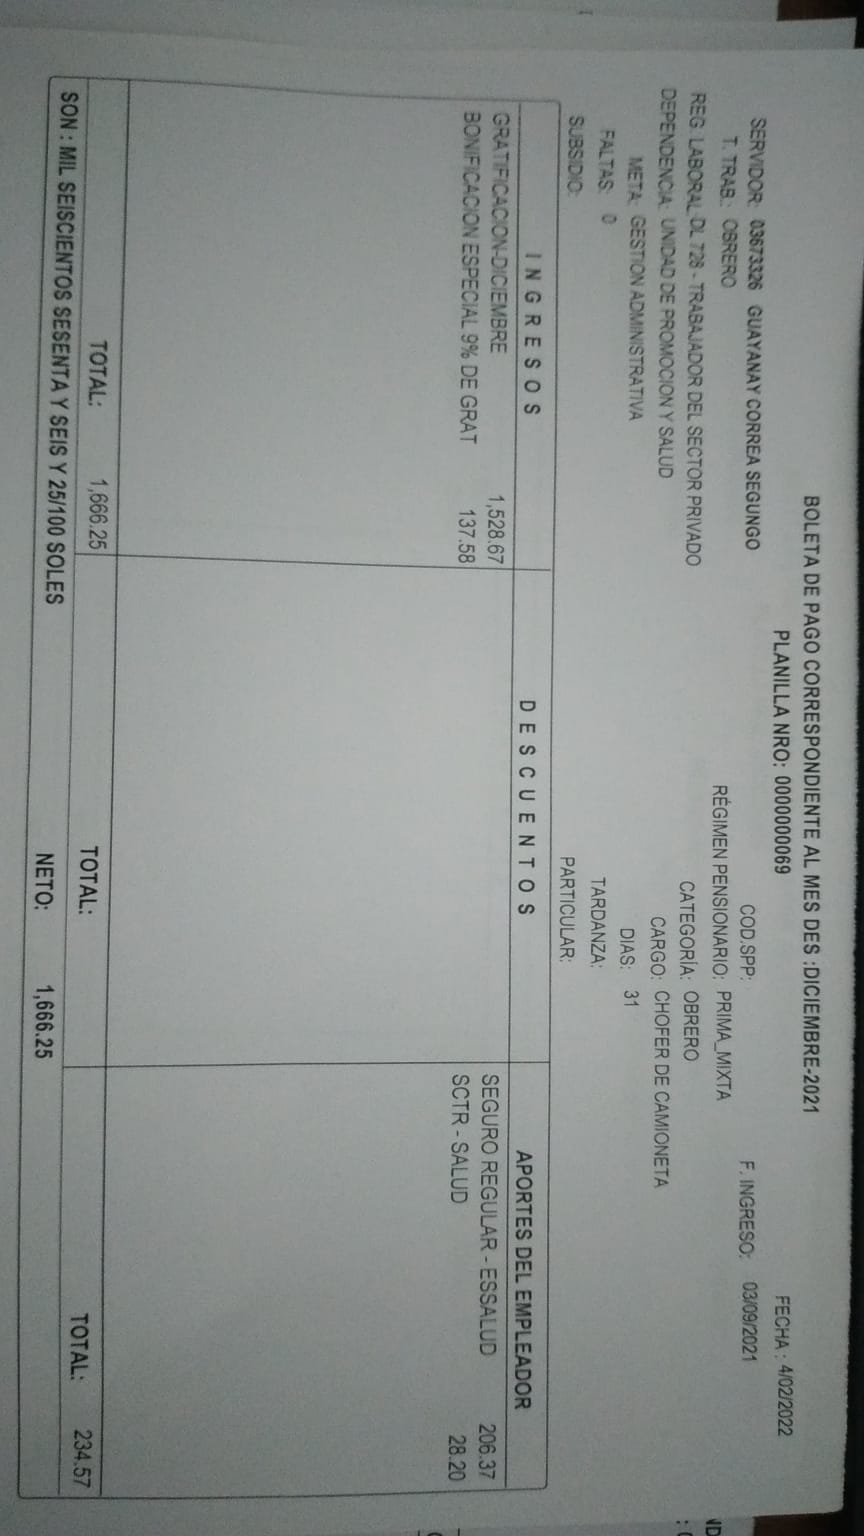 BOLETA DE PAGO CORRESPONDIENTE AL MES DES :DICIEMBRE-2021
PLANILLA NRO: 0000000069
FECHA : 4/02/2022
SERVIDOR: 03673326 GUAYANAY CORREA SEGUNGO
COD.SPP:
F. INGRESO: 03/09/2021
T. TRAB.: OBRERO
RÉGIMEN PENSIONARIO: PRIMA_MIXTA
REG. LABORAL DL 728 - TRABAJADOR DEL SECTOR PRIVADO
CATEGORÍA: OBRERO
DEPENDENCIA: UNIDAD DE PROMOCION Y SALUD
CARGO: CHOFER DE CAMIONETA
META: GESTION ADMINISTRATIVA
DIAS: 31
FALTAS: 0
TARDANZA:
SUBSIDIO:
PARTICULAR:
INGRESOS
DESCUENTOS
APORTES DEL EMPLEADOR
GRATIFICACION-DICIEMBRE 1,528.67
BONIFICACION ESPECIAL 9% DE GRAT 137.58
SEGURO REGULAR - ESSALUD 206.37
SCTR - SALUD 28.20
TOTAL: 1,666.25
TOTAL:
TOTAL: 234.57
SON : MIL SEISCIENTOS SESENTA Y SEIS Y 25/100 SOLES
NETO: 1,666.25